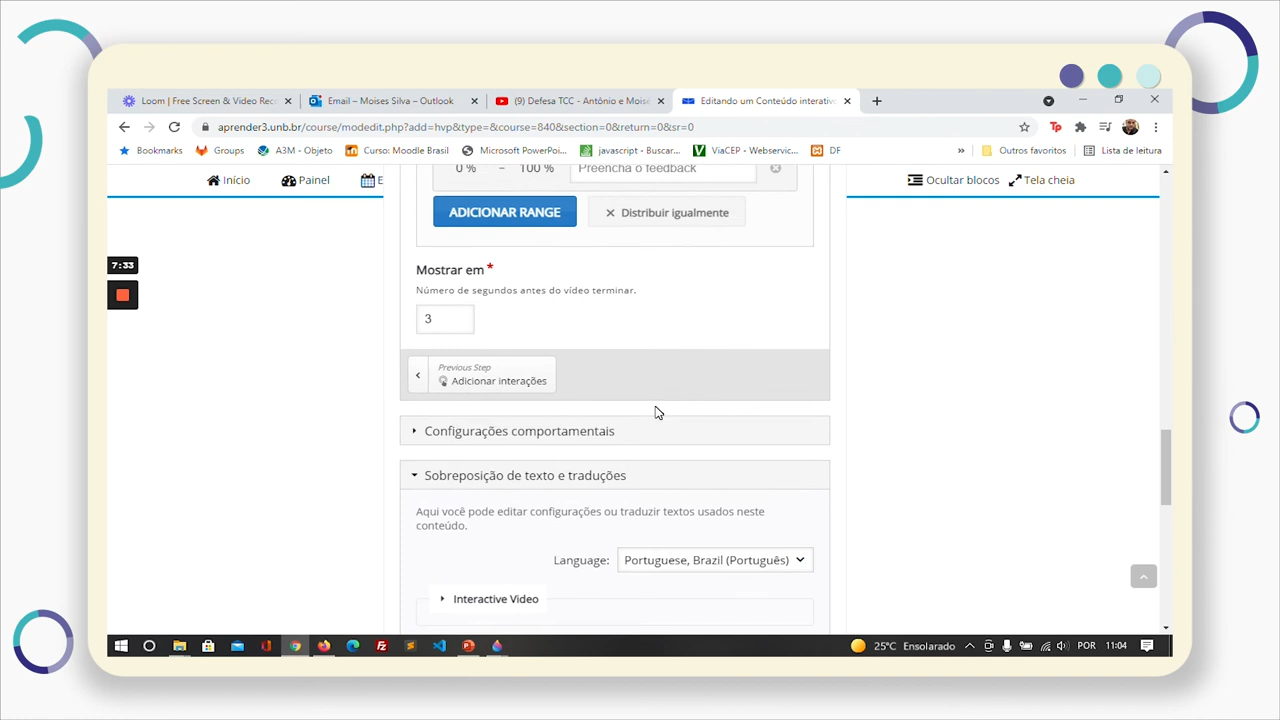 Loom | Free Screen & Video Rec
Email – Moises Silva – Outlook
(9) Defesa TCC - Antônio e Moisé
Editando um Conteúdo interativo
aprender3.unb.br/course/modedit.php?add=hvp&type=&course=840&section=0&return=0&sr=0
Bookmarks
Groups
A3M - Objeto
Curso: Moodle Brasil
Microsoft PowerPoi...
javascript - Buscar...
ViaCEP - Webservic...
DF
»
Outros favoritos
Lista de leitura
Início
Painel
E
Ocultar blocos
Tela cheia
0 % – 100 % Preencha o feedback
ADICIONAR RANGE
Distribuir igualmente
7:33
Mostrar em *
Número de segundos antes do vídeo terminar.
3
Previous Step
Adicionar interações
Configurações comportamentais
Sobreposição de texto e traduções
Aqui você pode editar configurações ou traduzir textos usados neste
conteúdo.
Language: Portuguese, Brazil (Português)
Interactive Video
25°C Ensolarado
POR
11:04